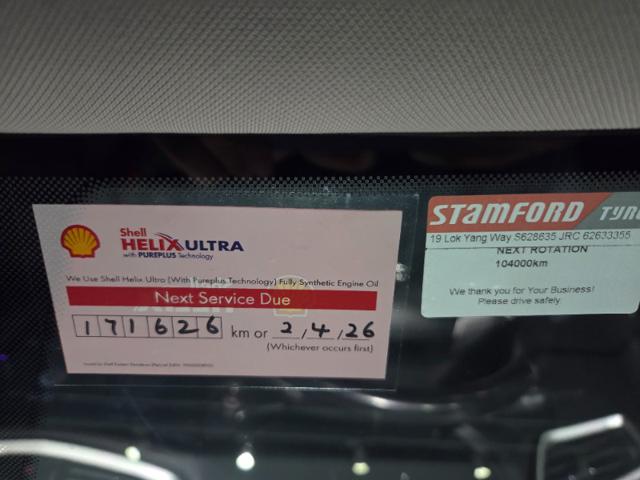 Shell
HELIX ULTRA
with PUREPLUS Technology
We Use Shell Helix Ultra (With Pureplus Technology) Fully Synthetic Engine Oil
Next Service Due
171626 km or 2/4/26
(Whichever occurs first)
STAMFORD TYRE
19 Lok Yang Way S628635 JRC 62633355
NEXT ROTATION
104000km
We thank you for Your Business!
Please drive safely.